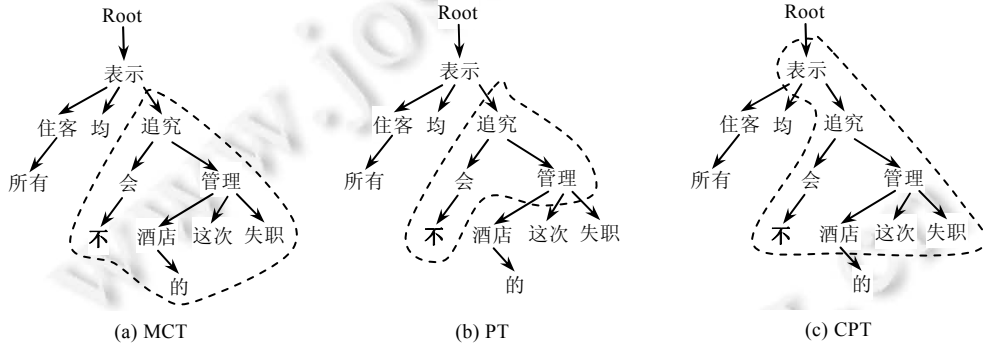 Root Root Root
表示 表示 表示
住客 均 追究 住客 均 追究 住客 均 追究
所有 会 管理 所有 会 管理 所有 会 管理
不 酒店 这次 失职 不 酒店 这次 失职 不 酒店 这次 失职
的 的 的
(a) MCT (b) PT (c) CPT